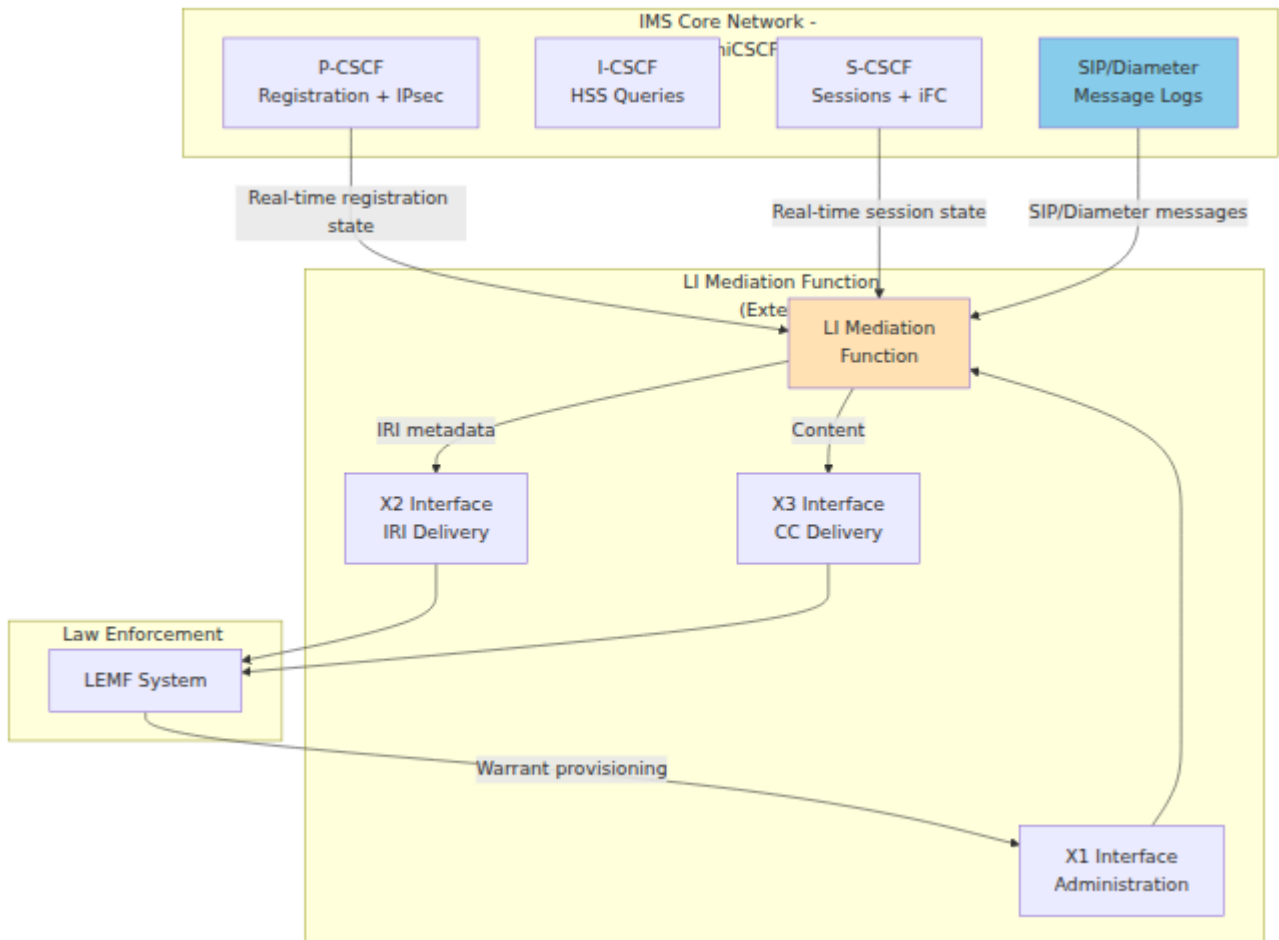 IMS Core Network -
niCSCF
P-CSCF
Registration + IPsec
I-CSCF
HSS Queries
S-CSCF
Sessions + iFC
SIP/Diameter
Message Logs
Real-time registration
state
Real-time session state
SIP/Diameter messages
LI Mediation Function
(Exte
LI Mediation
Function
IRI metadata
Content
X2 Interface
IRI Delivery
X3 Interface
CC Delivery
Law Enforcement
LEMF System
Warrant provisioning
X1 Interface
Administration